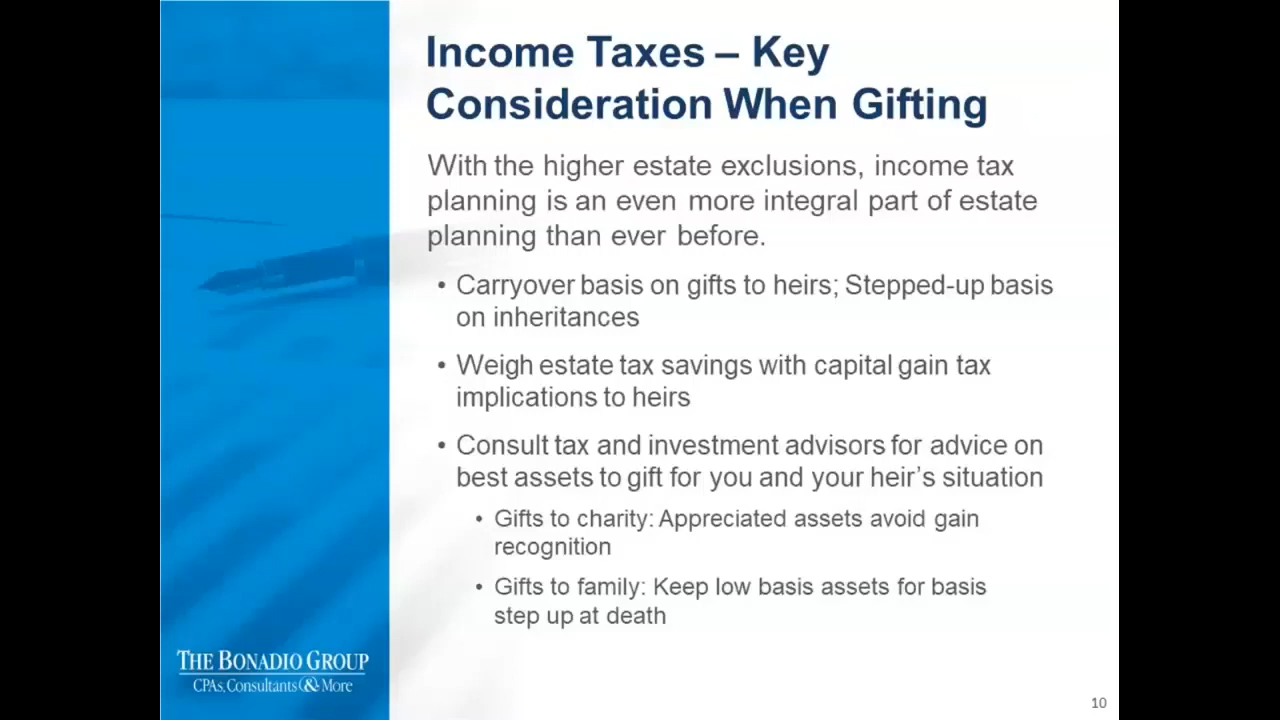 Income Taxes – Key
Consideration When Gifting
With the higher estate exclusions, income tax
planning is an even more integral part of estate
planning than ever before.
• Carryover basis on gifts to heirs; Stepped-up basis
on inheritances
• Weigh estate tax savings with capital gain tax
implications to heirs
• Consult tax and investment advisors for advice on
best assets to gift for you and your heir's situation
• Gifts to charity: Appreciated assets avoid gain
recognition
• Gifts to family: Keep low basis assets for basis
step up at death
THE BONADIO GROUP
CPAs, Consultants & More
10